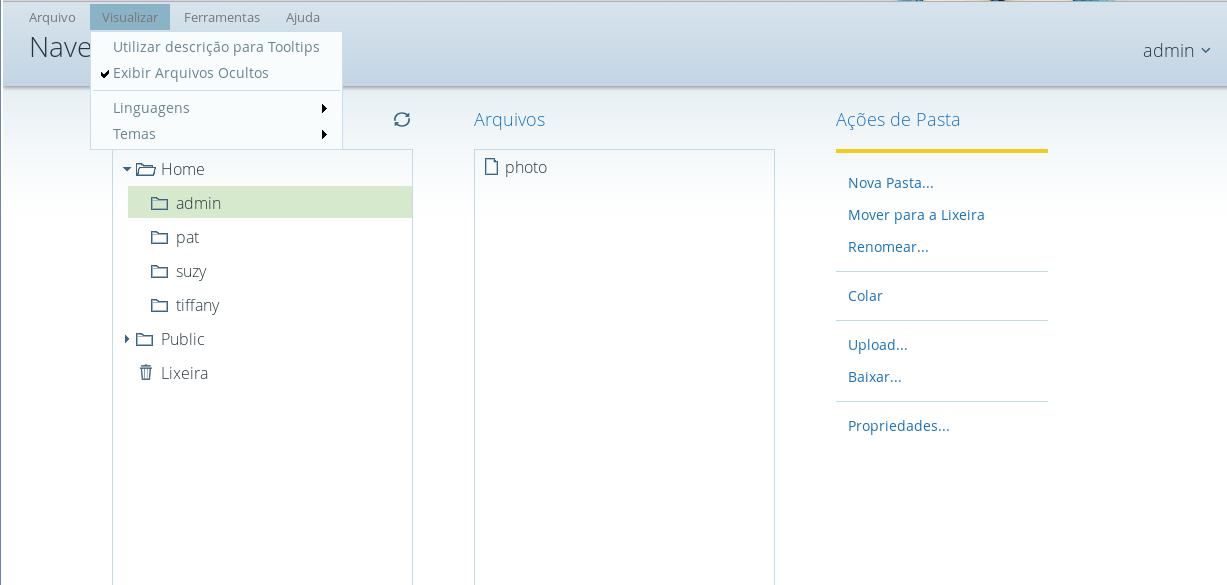 Arquivo Visualizar Ferramentas Ajuda
Nave
admin
Utilizar descrição para Tooltips
Exibir Arquivos Ocultos
Linguagens
Temas
Home
admin
pat
suzy
tiffany
Public
Lixeira
Arquivos
photo
Ações de Pasta
Nova Pasta...
Mover para a Lixeira
Renomear...
Colar
Upload...
Baixar...
Propriedades...